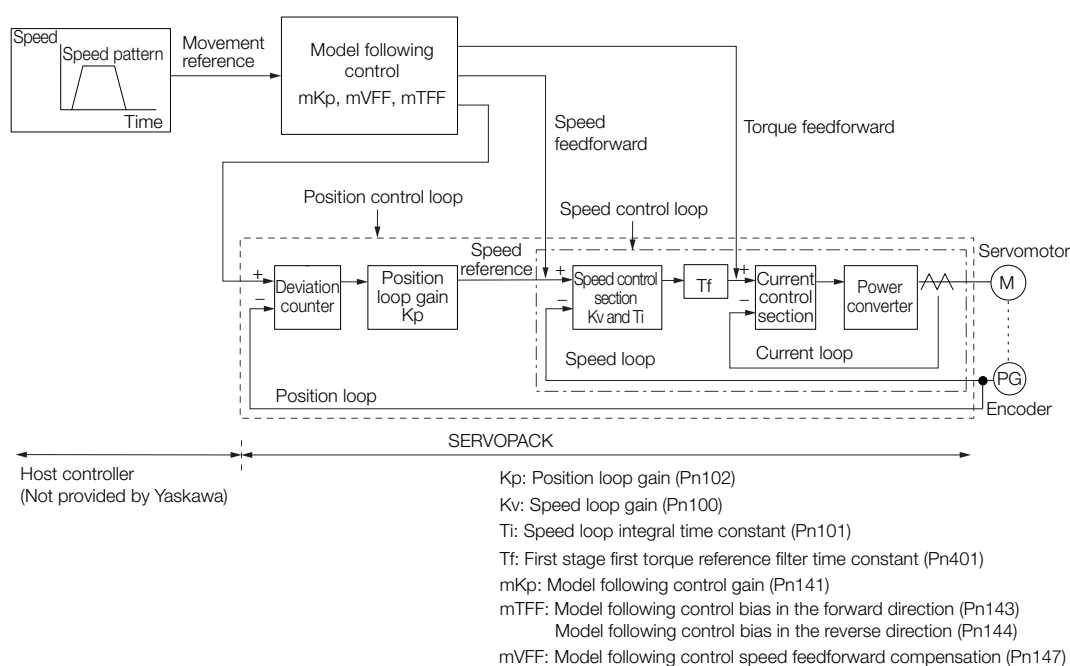 Speed
Speed pattern
Time
Movement
reference
Model following
control
mKp, mVFF, mTFF
Speed
feedforward
Torque feedforward
Position control loop
Speed control loop
Speed
reference
Servomotor
+
−
Deviation
counter
Position
loop gain
Kp
+
−
Speed control
section
Kv and Ti
Tf
+
−
Current
control
section
Power
converter
M
Speed loop
Current loop
PG
Position loop
Encoder
SERVOPACK
Host controller
(Not provided by Yaskawa)
Kp: Position loop gain (Pn102)
Kv: Speed loop gain (Pn100)
Ti: Speed loop integral time constant (Pn101)
Tf: First stage first torque reference filter time constant (Pn401)
mKp: Model following control gain (Pn141)
mTFF: Model following control bias in the forward direction (Pn143)
Model following control bias in the reverse direction (Pn144)
mVFF: Model following control speed feedforward compensation (Pn147)